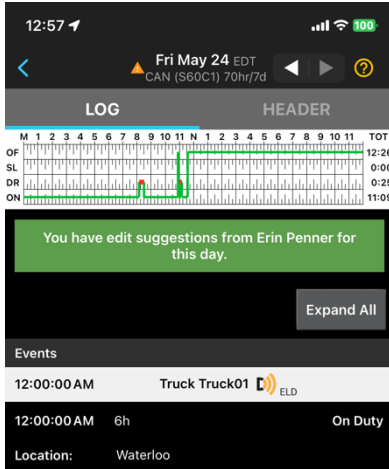 12:57
100
Fri May 24 EDT
CAN (S60C1) 70hr/7d
LOG HEADER
M 1 2 3 4 5 6 7 8 9 10 11 N 1 2 3 4 5 6 7 8 9 10 11 TOT
OF 12:26
SL 0:00
DR 0:25
ON 11:09
You have edit suggestions from Erin Penner for
this day.
Expand All
Events
12:00:00 AM Truck Truck01 ELD
12:00:00 AM 6h On Duty
Location: Waterloo